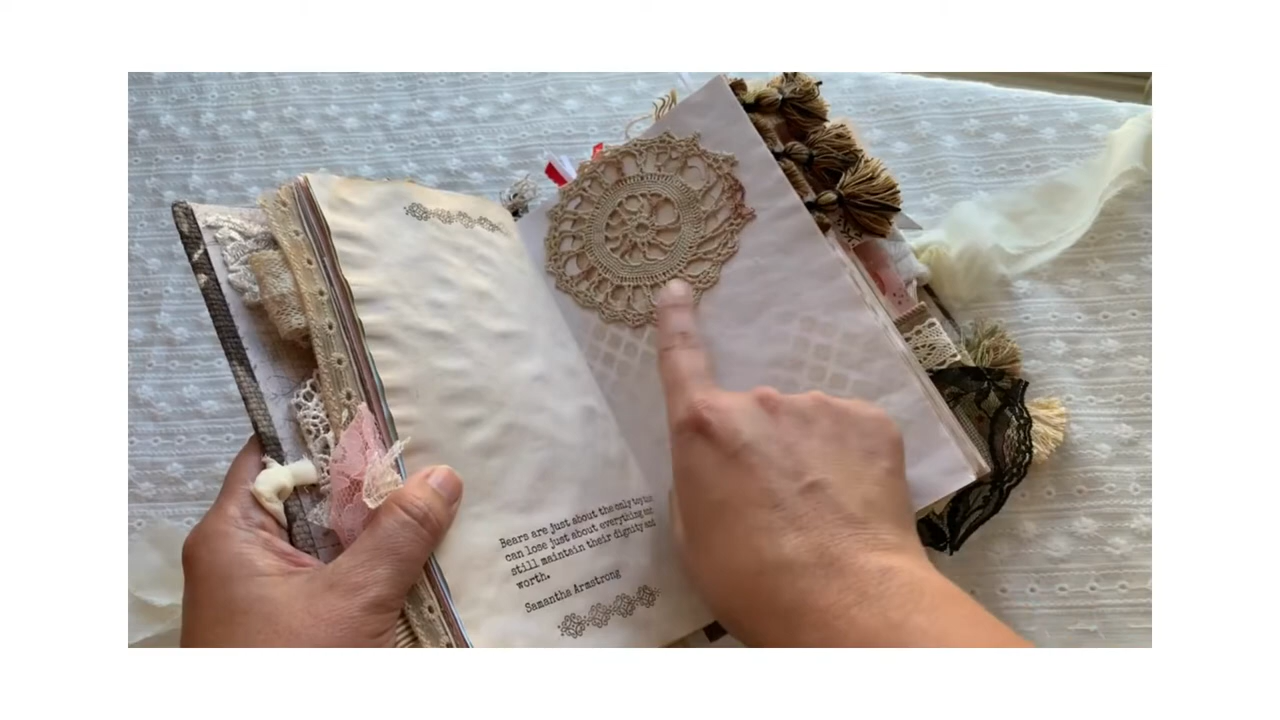 Bears are just about the only toy that
can lose just about everything and
still maintain their dignity and
worth.
Samantha Armstrong